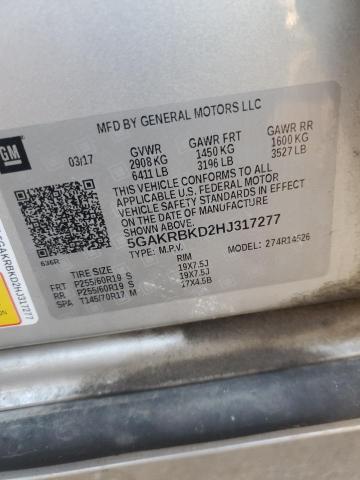 MFD BY GENERAL MOTORS LLC
GM
03/17
GVWR GAWR FRT GAWR RR
2908 KG 1450 KG 1600 KG
6411 LB 3196 LB 3527 LB
THIS VEHICLE CONFORMS TO ALL
APPLICABLE U.S. FEDERAL MOTOR
VEHICLE SAFETY STANDARDS IN EFFECT
ON THE DATE OF MANUFACTURE
SHOWN ABOVE.
5GAKRBKD2HJ317277
636R
TYPE: M.P.V. MODEL: 274R14526
TIRE SIZE RIM
FRT P255/60R19 S 19X7.5J
RR P255/60R19 S 19X7.5J
SPA T145/70R17 M 17X4.5B
5GAKRBKD2HJ317277